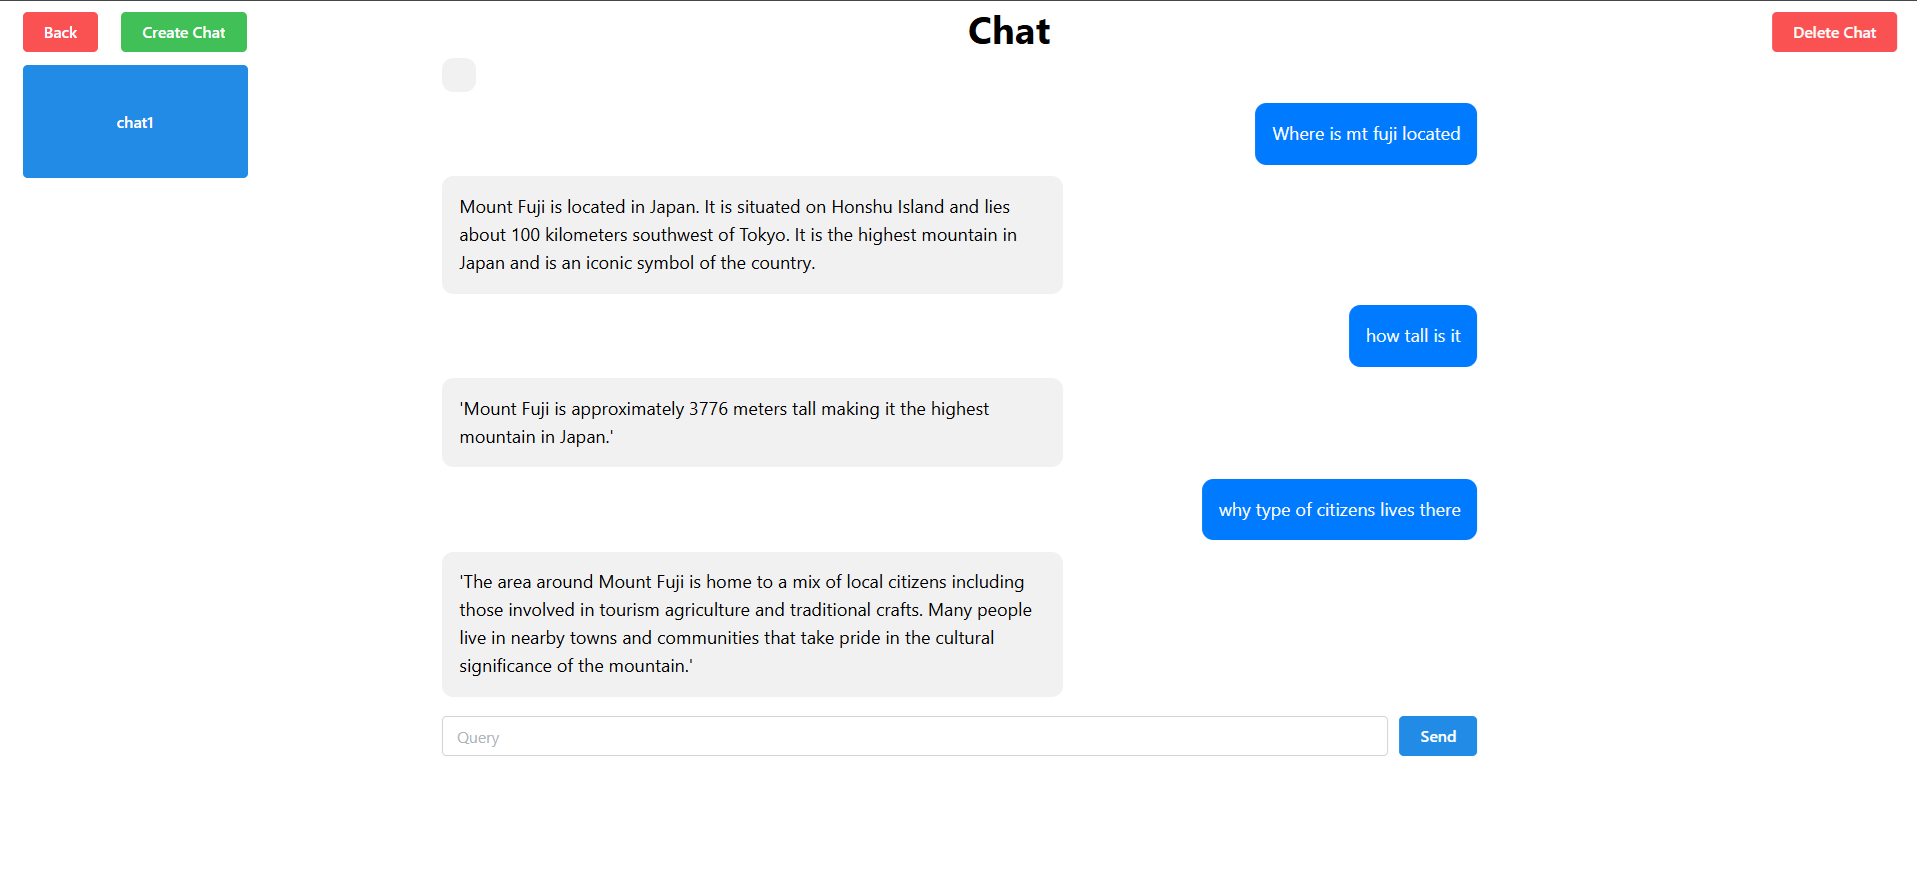 Back
Create Chat
Chat
Delete Chat
chat1
Where is mt fuji located
Mount Fuji is located in Japan. It is situated on Honshu Island and lies
about 100 kilometers southwest of Tokyo. It is the highest mountain in
Japan and is an iconic symbol of the country.
how tall is it
'Mount Fuji is approximately 3776 meters tall making it the highest
mountain in Japan.'
why type of citizens lives there
'The area around Mount Fuji is home to a mix of local citizens including
those involved in tourism agriculture and traditional crafts. Many people
live in nearby towns and communities that take pride in the cultural
significance of the mountain.'
Query
Send